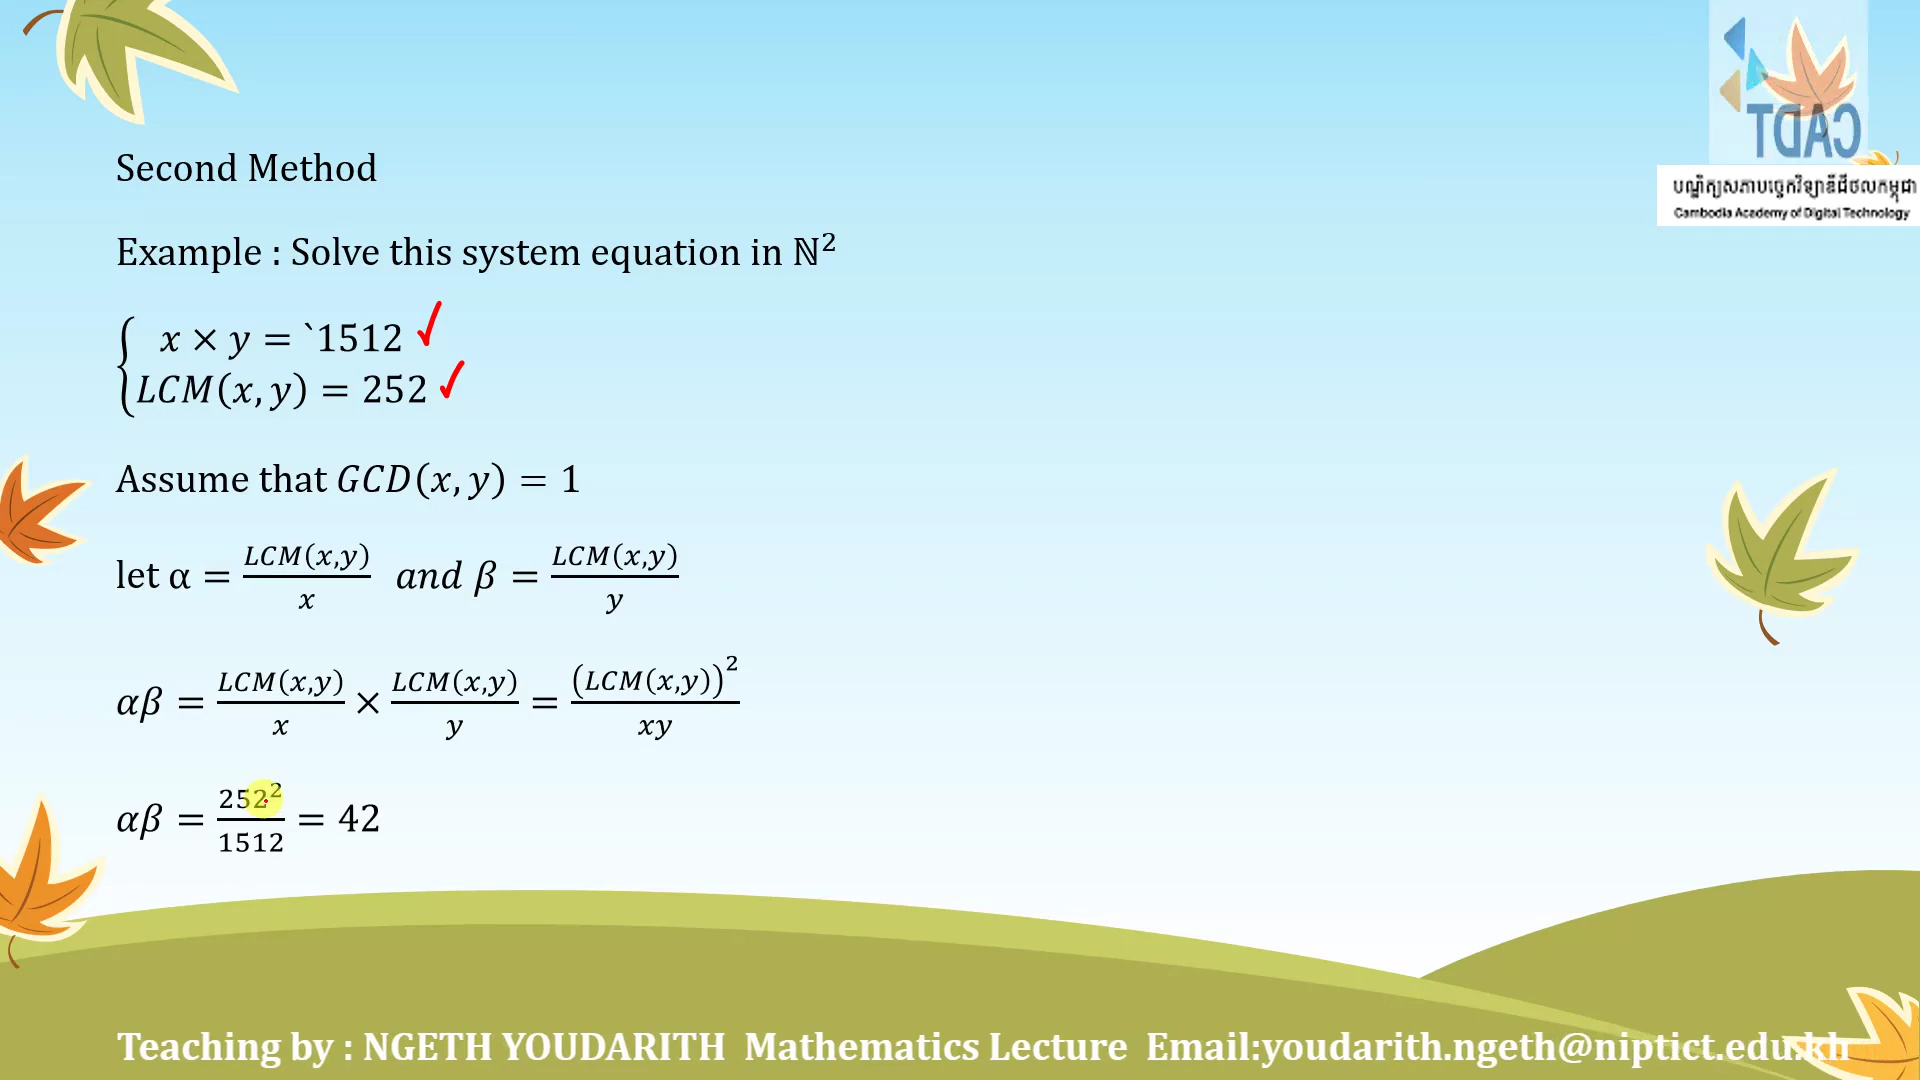 CADT
បណ្ឌិត្យសភាបច្ចេកវិទ្យាឌីជីថលកម្ពុជា
Cambodia Academy of Digital Technology
Second Method
Example : Solve this system equation in ℕ²
{ x × y = `1512 ✓
LCM(x, y) = 252 ✓
Assume that GCD(x, y) = 1
let α = LCM(x,y)/x and β = LCM(x,y)/y
αβ = LCM(x,y)/x × LCM(x,y)/y = (LCM(x,y))²/xy
αβ = 252²/1512 = 42
Teaching by : NGETH YOUDARITH Mathematics Lecture Email:youdarith.ngeth@niptict.edu.kh